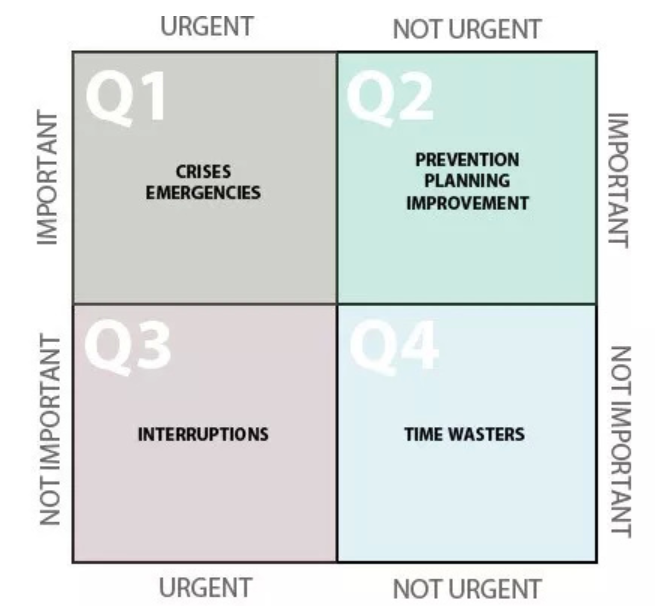 URGENT
NOT URGENT
IMPORTANT
Q1
CRISES
EMERGENCIES
Q2
PREVENTION
PLANNING
IMPROVEMENT
IMPORTANT
NOT IMPORTANT
Q3
INTERRUPTIONS
Q4
TIME WASTERS
NOT IMPORTANT
URGENT
NOT URGENT